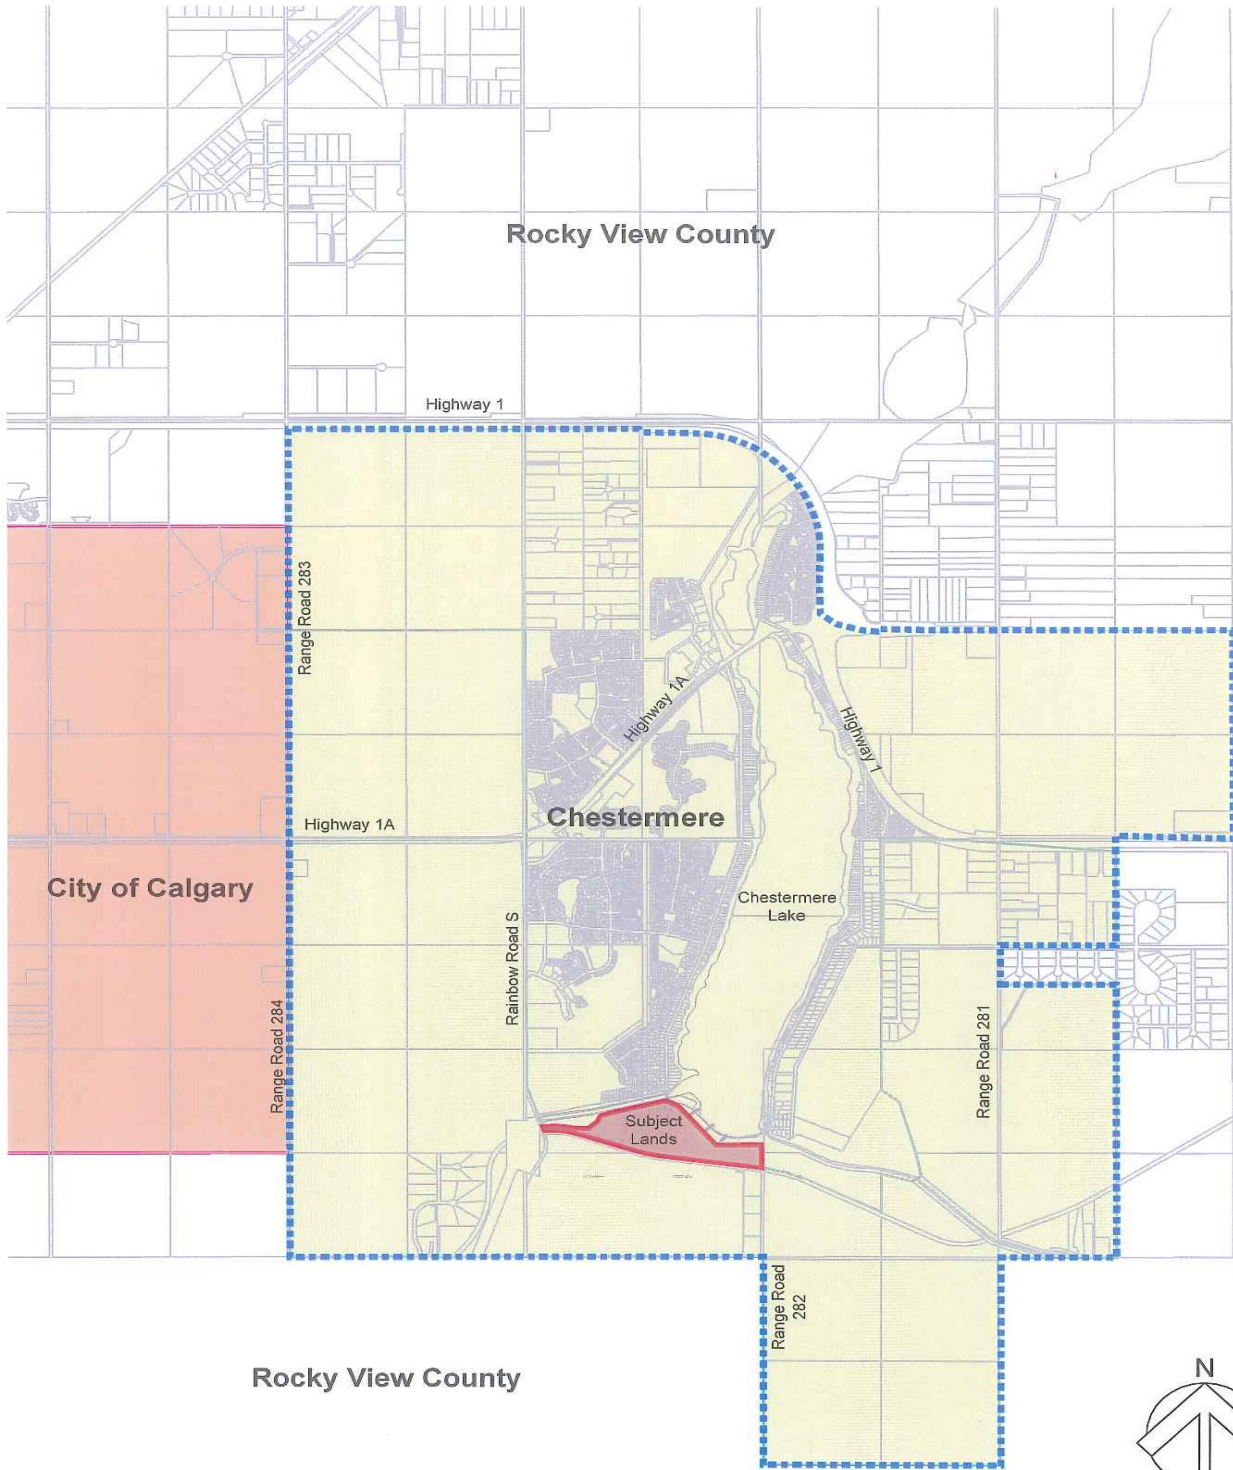 Rocky View County
Highway 1
Range Road 283
Highway 1A
Highway 1
Highway 1A
Chestermere
City of Calgary
Chestermere
Lake
Rainbow Road S
Range Road 284
Range Road 281
Subject
Lands
Range Road
282
Rocky View County
N